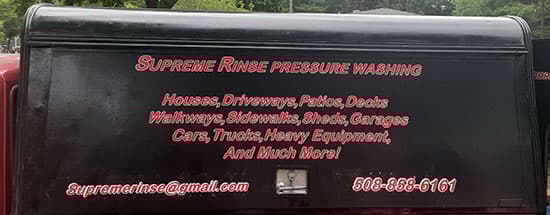 Supreme Rinse pressure washing
Houses,Driveways,Patios,Decks
Walkways,Sidewalks,Sheds,Garages
Cars,Trucks,Heavy Equipment,
And Much More!
Supremerinse@gmail.com 508-858-6161